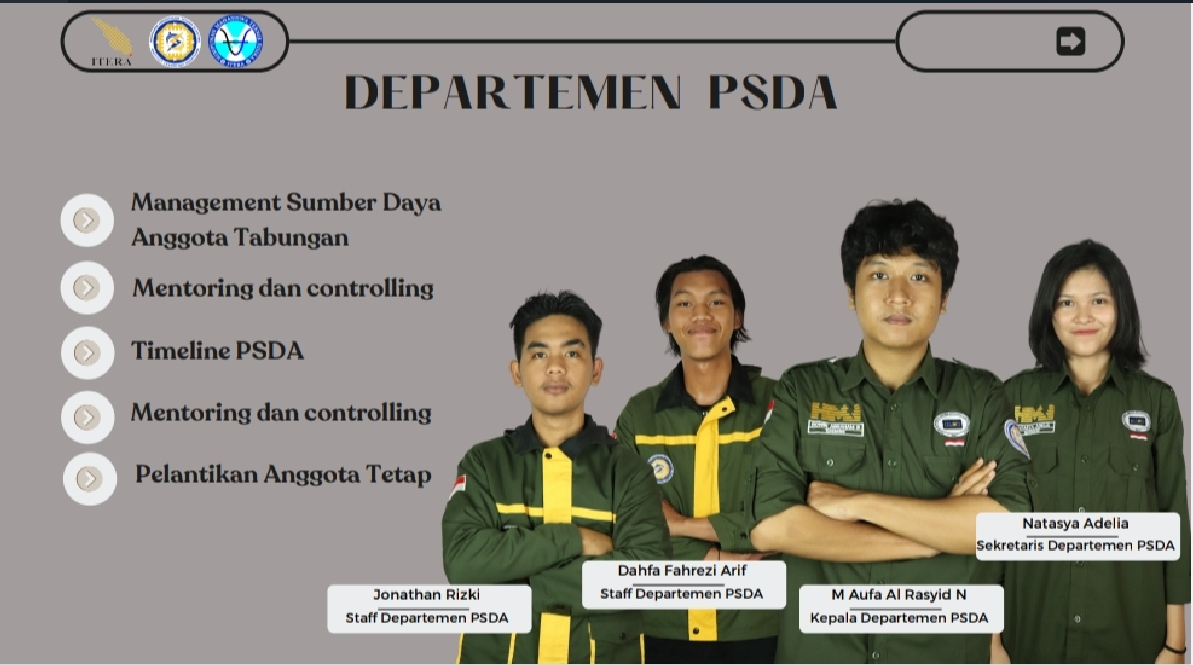 ITERA
DEPARTEMEN PSDA
Management Sumber Daya
Anggota Tabungan
Mentoring dan controlling
Timeline PSDA
Mentoring dan controlling
Pelantikan Anggota Tetap
Jonathan Rizki
Staff Departemen PSDA
Dahfa Fahrezi Arif
Staff Departemen PSDA
M Aufa Al Rasyid N
Kepala Departemen PSDA
Natasya Adelia
Sekretaris Departemen PSDA